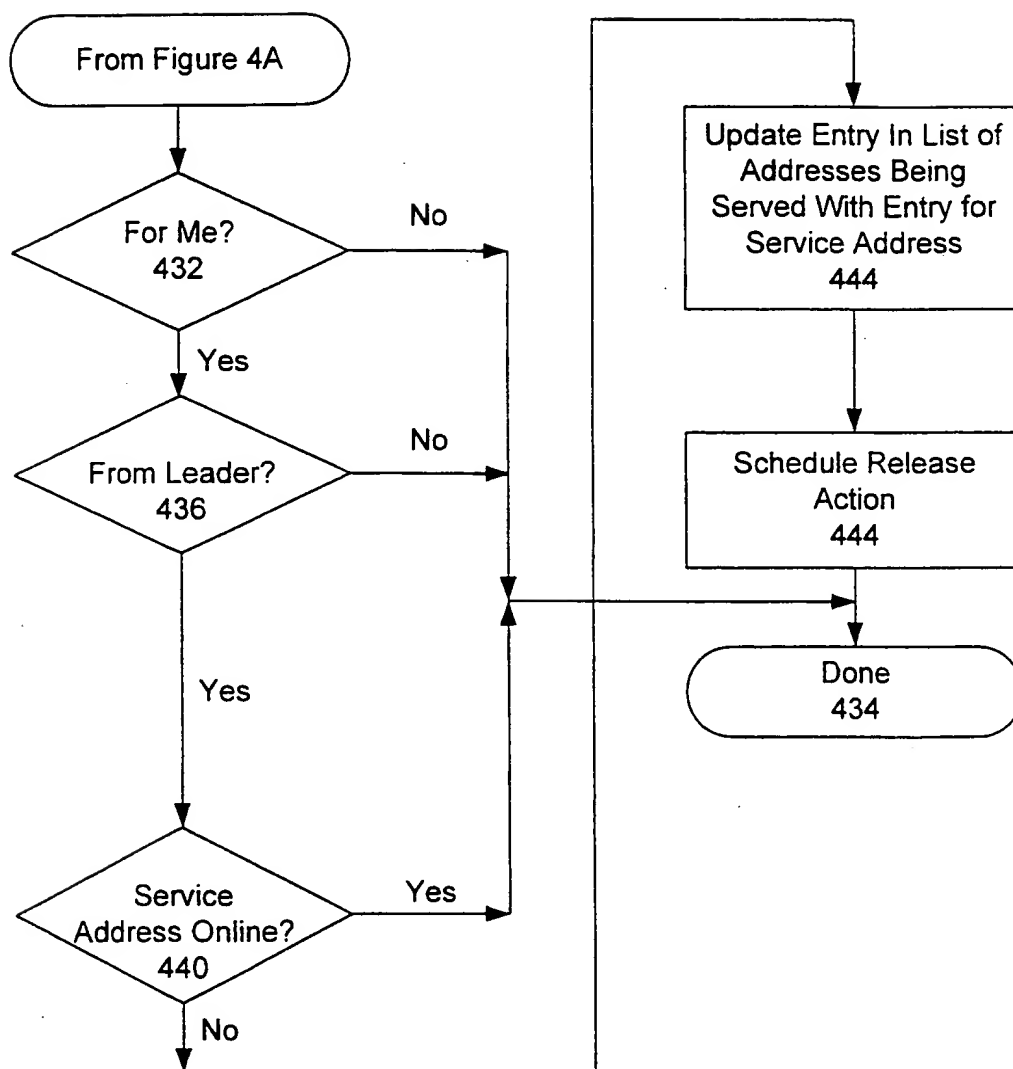 From Figure 4A
For Me?
432
No
Yes
From Leader?
436
No
Yes
Service
Address Online?
440
Yes
No
Update Entry In List of
Addresses Being
Served With Entry for
Service Address
444
Schedule Release
Action
444
Done
434